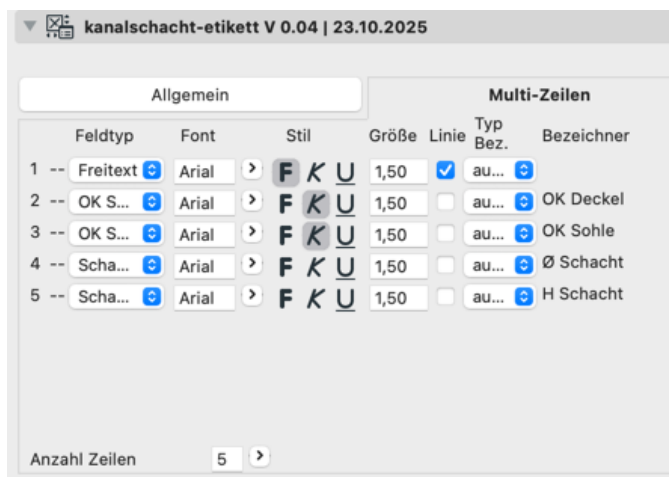 kanalschacht-etikett V 0.04 | 23.10.2025
Allgemein Multi-Zeilen
Feldtyp Font Stil Größe Linie Typ Bez. Bezeichner
1 -- Freitext Arial F K U 1,50 au...
2 -- OK S... Arial F K U 1,50 au... OK Deckel
3 -- OK S... Arial F K U 1,50 au... OK Sohle
4 -- Scha... Arial F K U 1,50 au... Ø Schacht
5 -- Scha... Arial F K U 1,50 au... H Schacht
Anzahl Zeilen 5